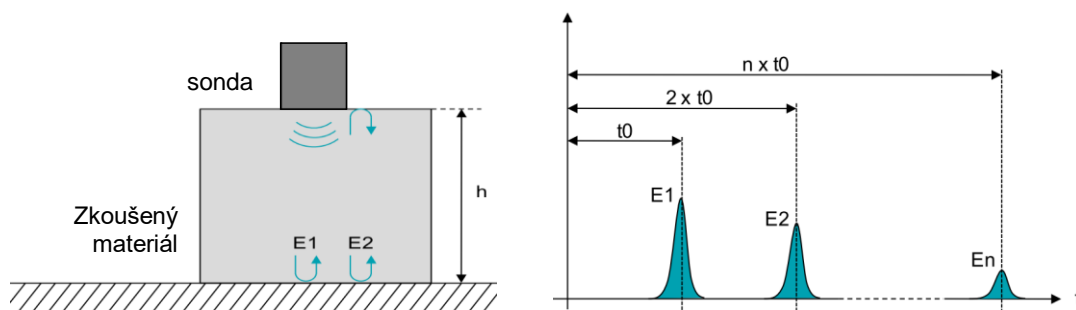 sonda
h
Zkoušený
materiál
E1 E2
n x t0
2 x t0
t0
E1
E2
En